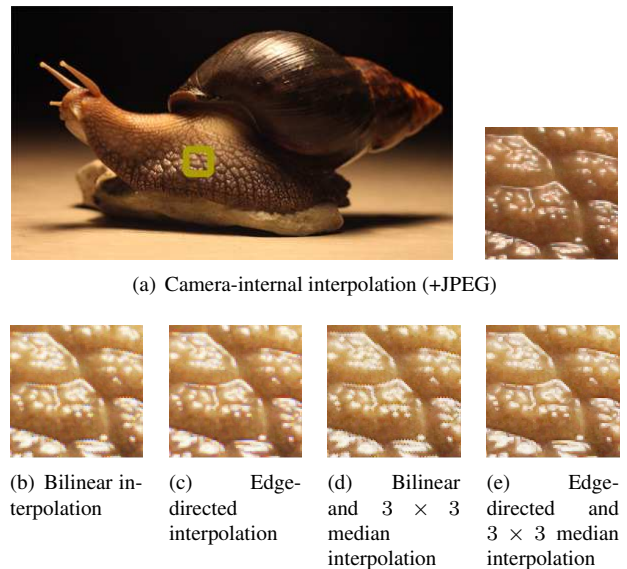 (a) Camera-internal interpolation (+JPEG)
(b) Bilinear in-
terpolation
(c) Edge-
directed
interpolation
(d) Bilinear
and 3 × 3
median
interpolation
(e) Edge-
directed and
3 × 3 median
interpolation